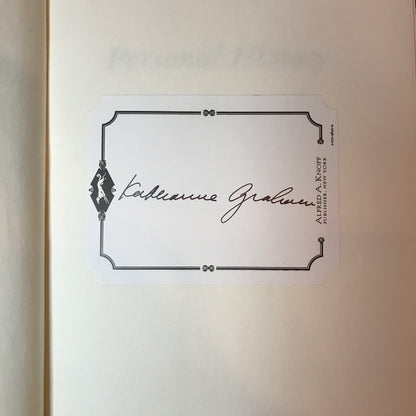 Personal History
Katharine Graham
ALFRED A. KNOPF
PUBLISHER, NEW YORK